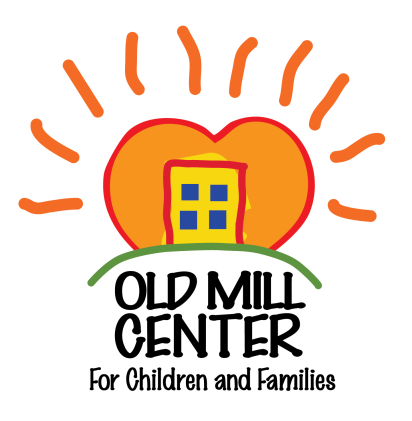 OLD MILL
CENTER
For Children and Families